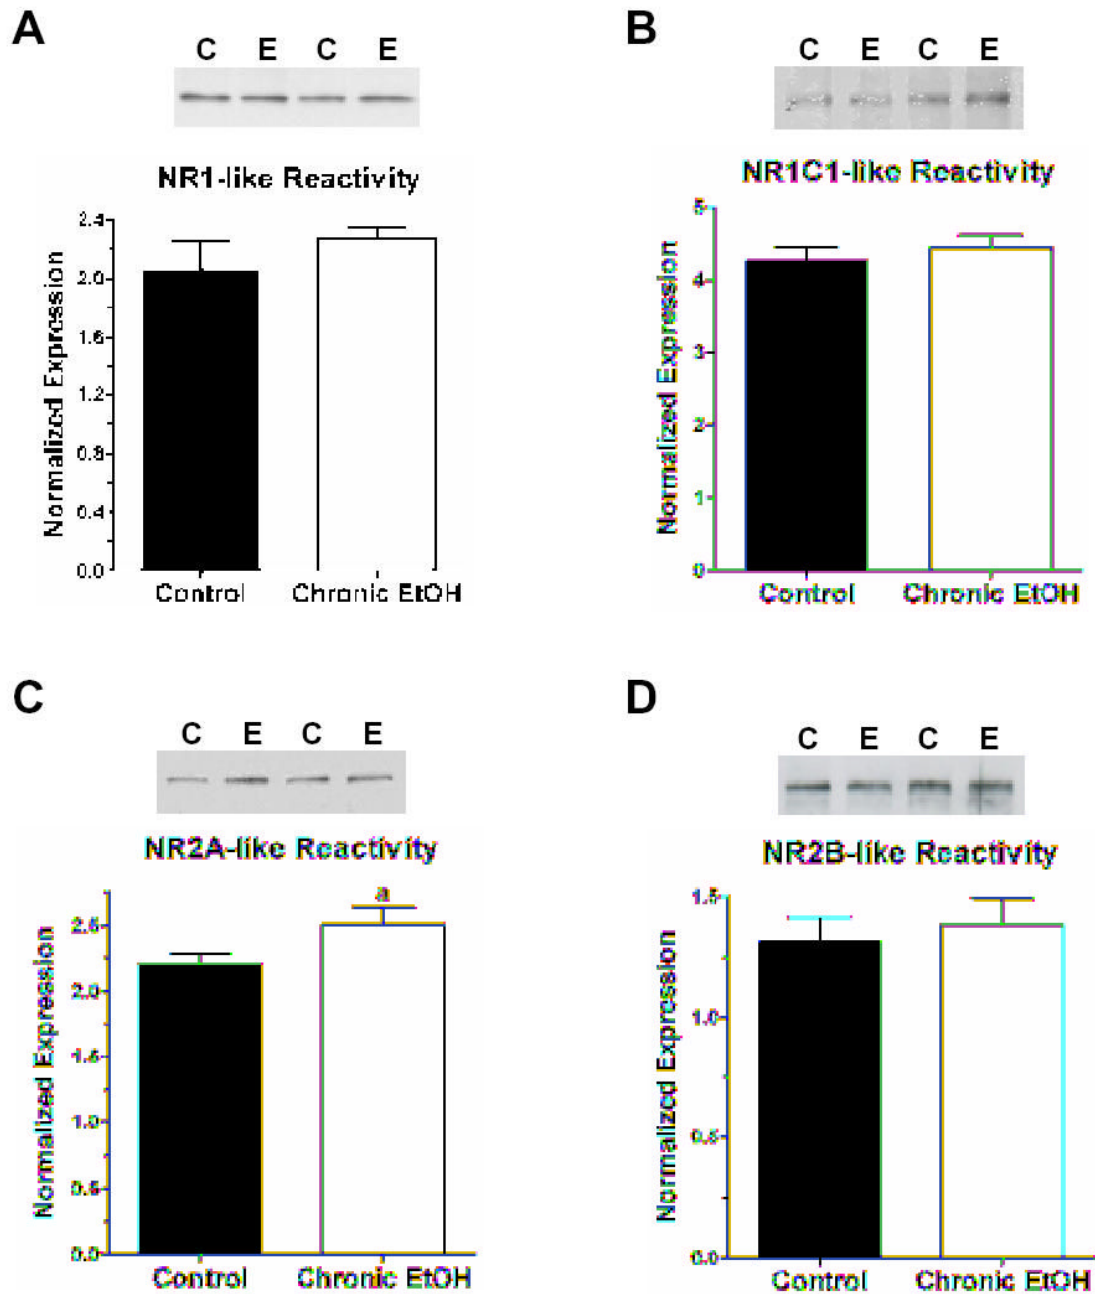 A
C E C E
NR1-like Reactivity
Normalized Expression
2.4
2.0
1.6
1.2
0.8
0.4
0.0
Control Chronic EtOH
B
C E C E
NR1C1-like Reactivity
Normalized Expression
5
4
3
2
1
0
Control Chronic EtOH
C
C E C E
NR2A-like Reactivity
a
Normalized Expression
2.5
2.0
1.5
1.0
0.5
0.0
Control Chronic EtOH
D
C E C E
NR2B-like Reactivity
Normalized Expression
1.5
1.0
0.5
0.0
Control Chronic EtOH